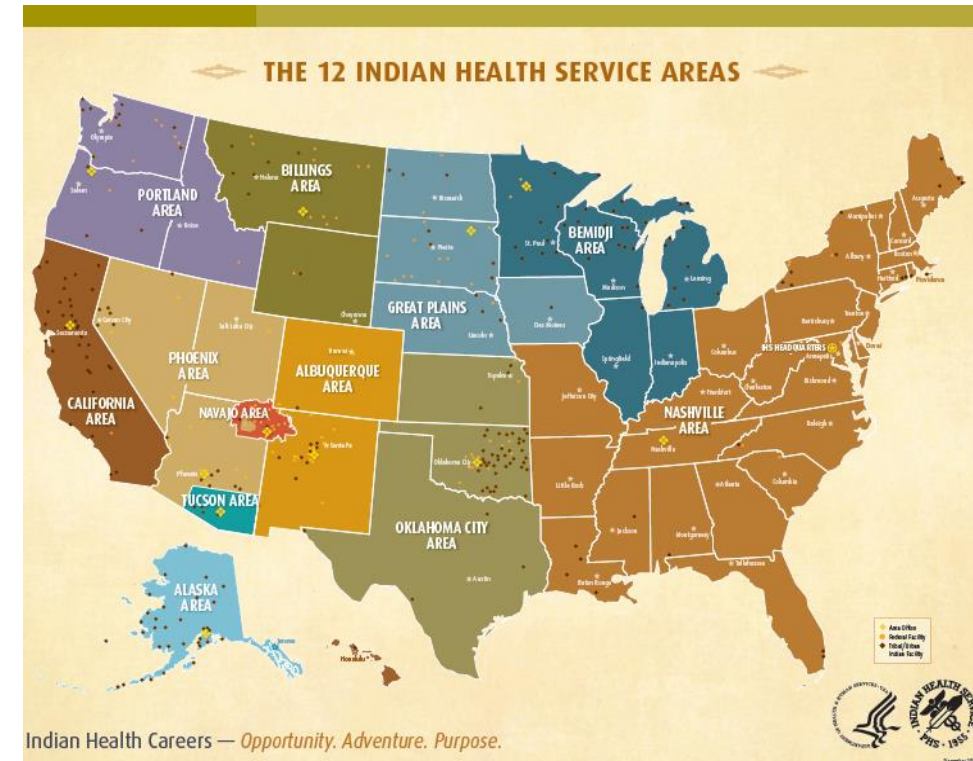 THE 12 INDIAN HEALTH SERVICE AREAS
Olympia
Salem
PORTLAND
AREA
Boise
Helena
BILLINGS
AREA
Cheyenne
Bismarck
Pierre
GREAT PLAINS
AREA
Lincoln
Des Moines
St. Paul
BEMIDJI
AREA
Madison
Lansing
Springfield
Indianapolis
Sacramento
CALIFORNIA
AREA
Carson City
Salt Lake City
PHOENIX
AREA
Phoenix
Denver
ALBUQUERQUE
AREA
NAVAJO AREA
Santa Fe
TUCSON AREA
Topeka
Oklahoma City
OKLAHOMA CITY
AREA
Austin
Jefferson City
Little Rock
Baton Rouge
Jackson
Montgomery
Atlanta
Tallahassee
Columbia
Raleigh
NASHVILLE
AREA
Nashville
Frankfurt
Charleston
Columbus
Richmond
IHS HEADQUARTERS
Annapolis
Dover
Harrisburg
Trenton
Albany
Hartford
Providence
Boston
Concord
Montpelier
Augusta
ALASKA
AREA
Juneau
Honolulu
Area Office
Federal Facility
Tribal/Urban
Indian Facility
INDIAN HEALTH SERVICE
PHS • 1955
Indian Health Careers — Opportunity. Adventure. Purpose.